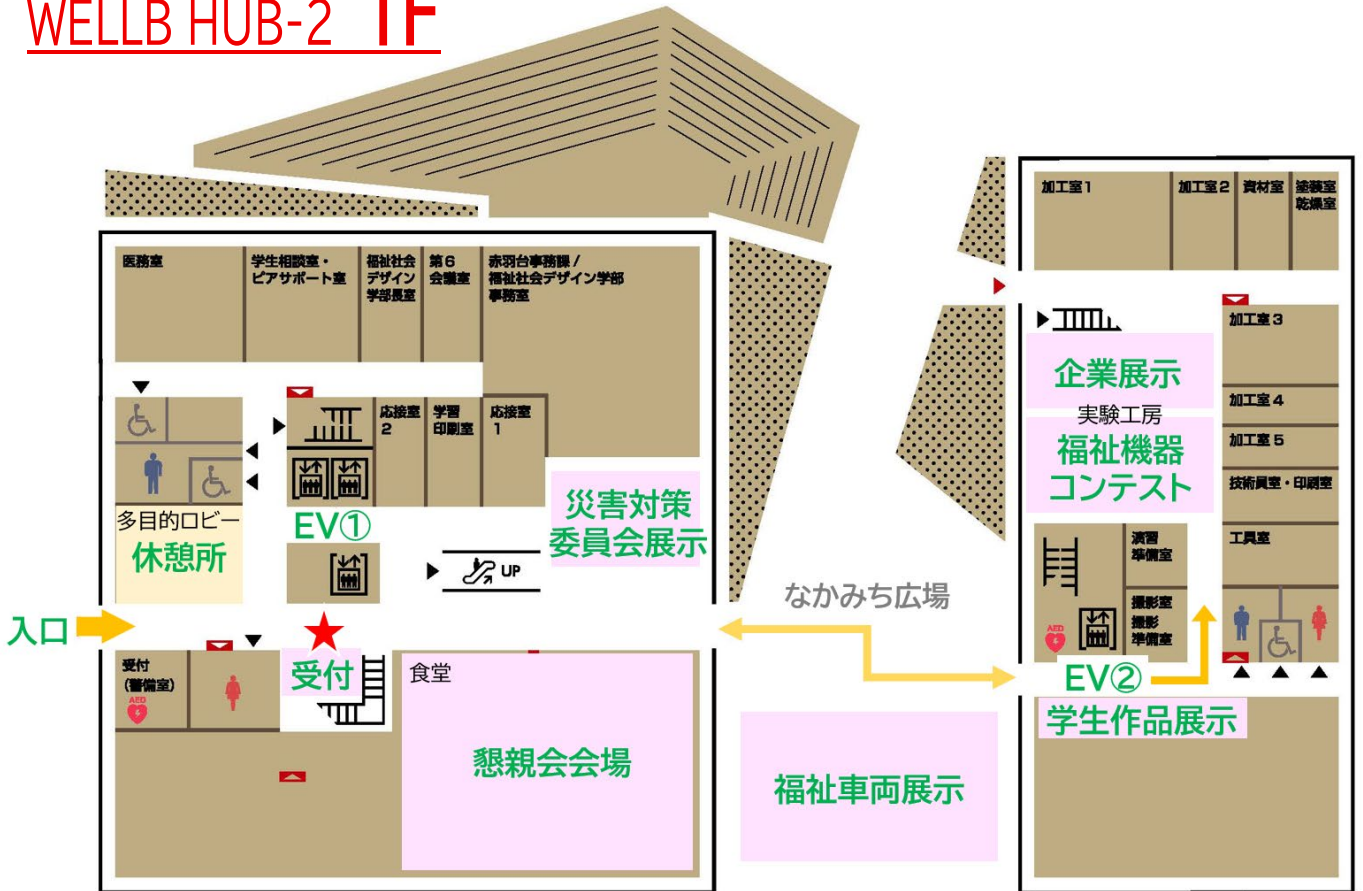 WELLB HUB-2 1F
医務室
学生相談室・
ピアサポート室
福祉社会
デザイン
学部長室
第6
会議室
赤羽台事務課 /
福祉社会デザイン学部
事務室
応接室
2
学習
印刷室
応接室
1
多目的ロビー
休憩所
EV①
災害対策
委員会展示
UP
入口
受付
(警備室)
AED
受付
食堂
懇親会会場
なかみち広場
福祉車両展示
加工室1
加工室2
資材室
塗装室
乾燥室
企業展示
実験工房
福祉機器
コンテスト
加工室3
加工室4
加工室5
技術員室・印刷室
工具室
演習
準備室
撮影室
撮影
準備室
AED
EV②
学生作品展示